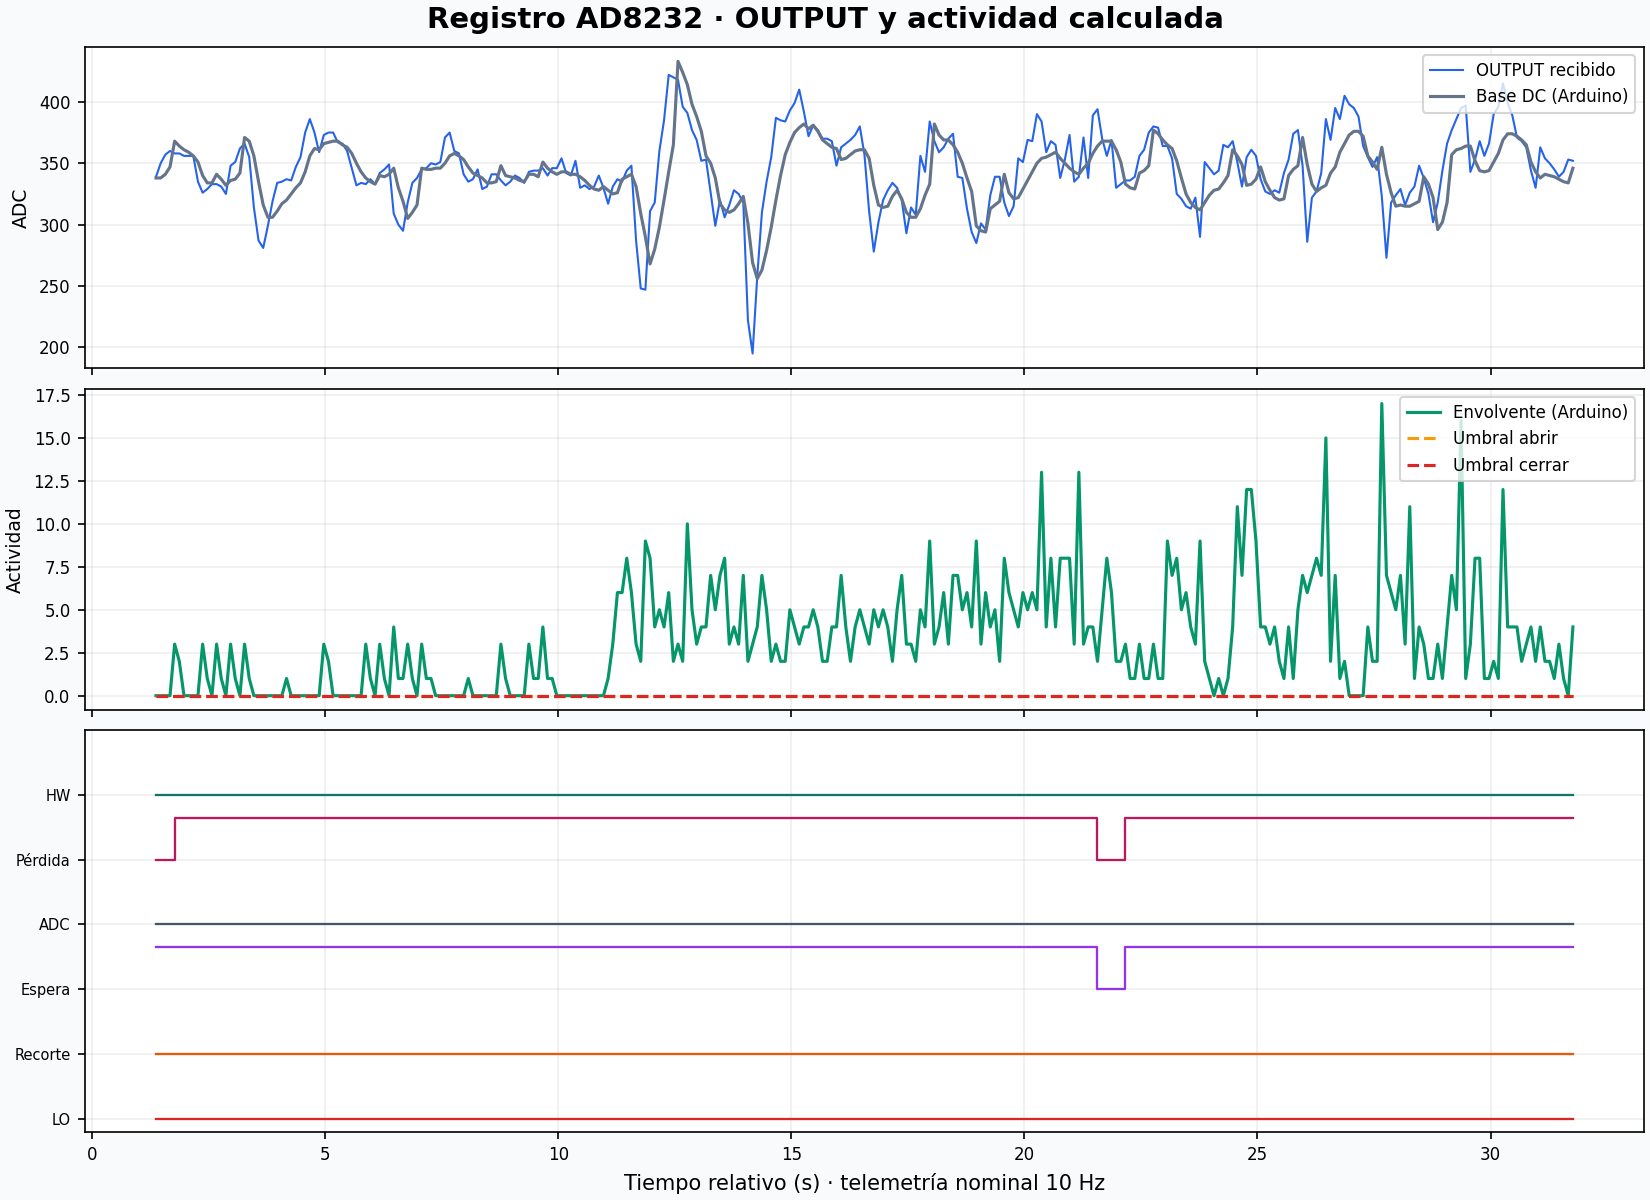 Registro AD8232 · OUTPUT y actividad calculada
OUTPUT recibido
Base DC (Arduino)
400
350
300
250
200
ADC
17.5
15.0
12.5
10.0
7.5
5.0
2.5
0.0
Actividad
Envolvente (Arduino)
Umbral abrir
Umbral cerrar
HW
Pérdida
ADC
Espera
Recorte
LO
0 5 10 15 20 25 30
Tiempo relativo (s) · telemetría nominal 10 Hz